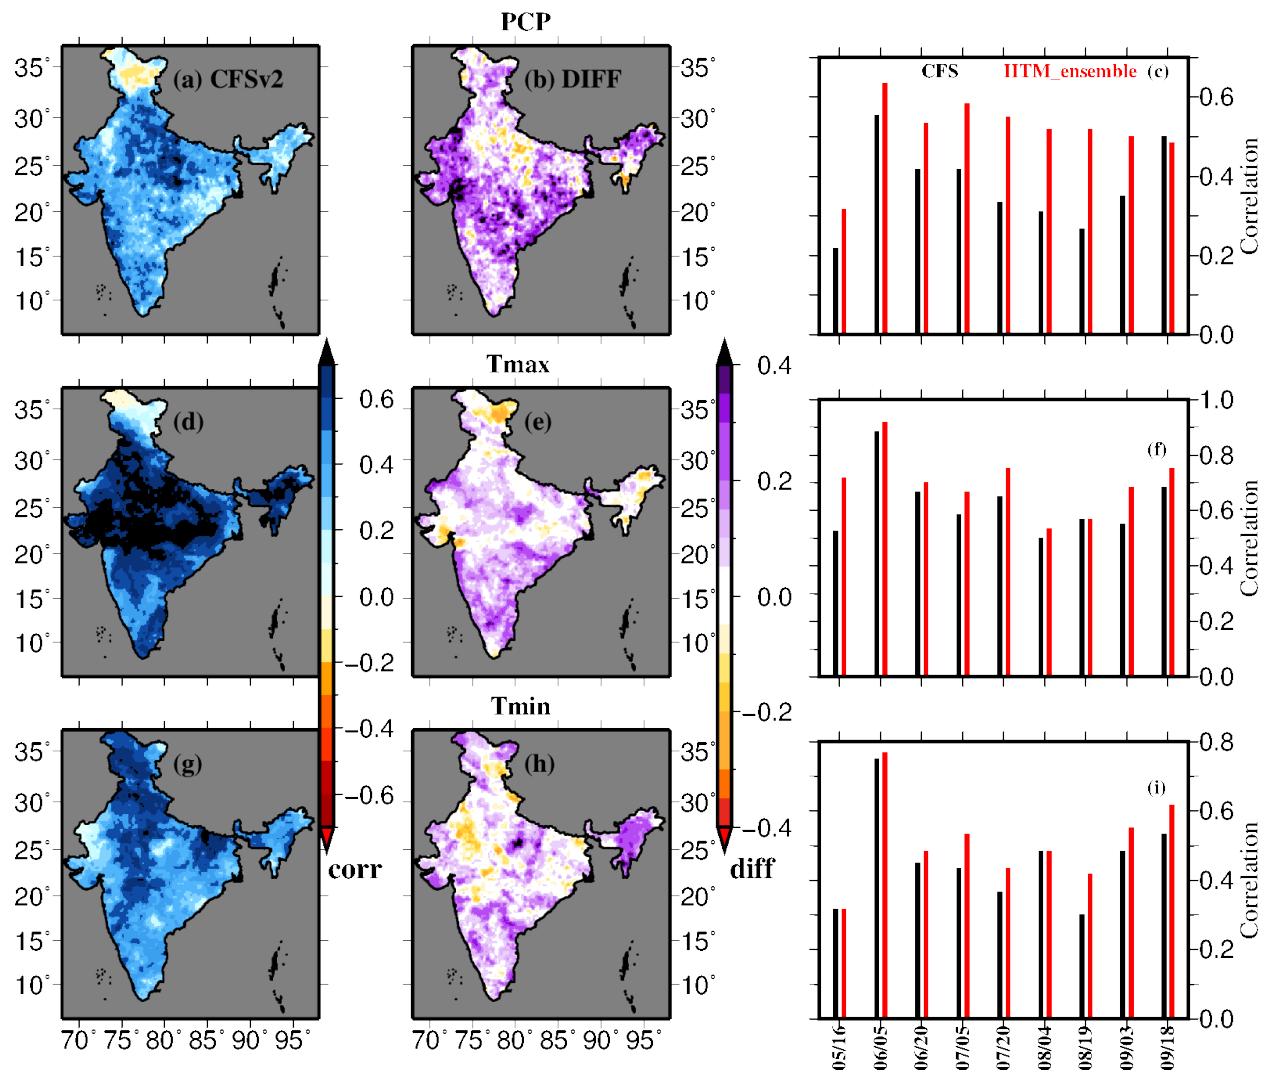 PCP
(a) CFSv2
(b) DIFF
CFS IITM_ensemble (c)
35° 30° 25° 20° 15° 10°
35° 30° 25° 20° 15° 10°
0.6 0.4 0.2 0.0
Correlation
Tmax
(d)
(e)
(f)
35° 30° 25° 20° 15° 10°
0.6 0.4 0.2 0.0 −0.2 −0.4 −0.6
corr
35° 30° 25° 20° 15° 10°
0.4 0.2 0.0 −0.2 −0.4
diff
1.0 0.8 0.6 0.4 0.2 0.0
Correlation
Tmin
(g)
(h)
(i)
35° 30° 25° 20° 15° 10°
35° 30° 25° 20° 15° 10°
0.8 0.6 0.4 0.2 0.0
Correlation
70° 75° 80° 85° 90° 95°
70° 75° 80° 85° 90° 95°
05/16 06/05 06/20 07/05 07/20 08/04 08/19 09/03 09/18